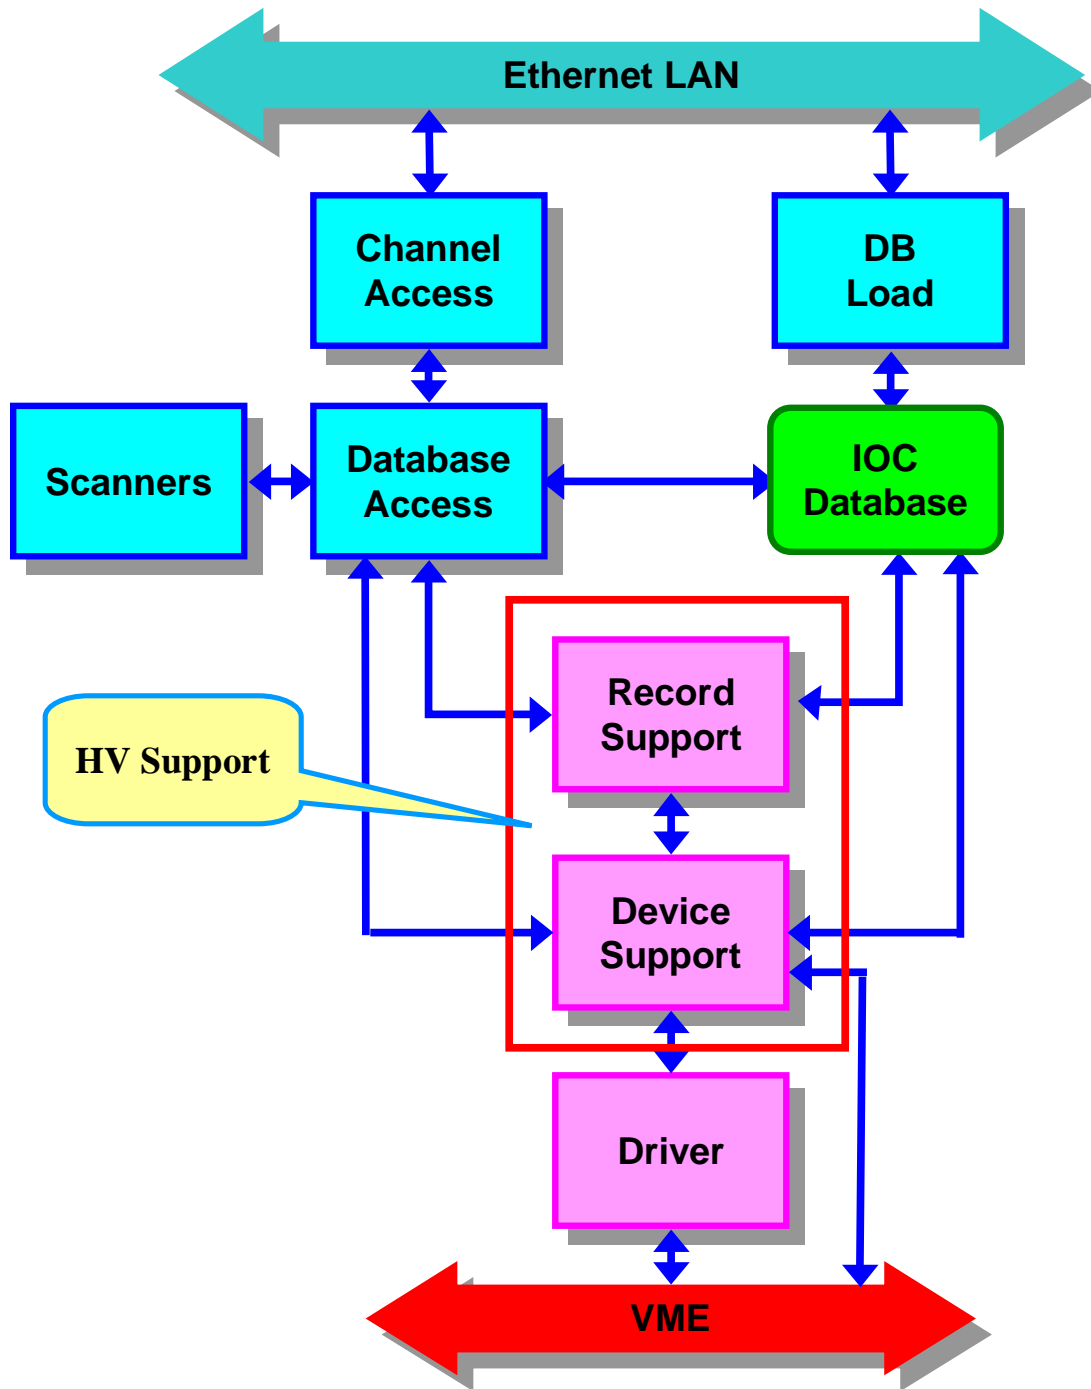 Ethernet LAN
Channel
Access
DB
Load
Scanners
Database
Access
IOC
Database
Record
Support
HV Support
Device
Support
Driver
VME